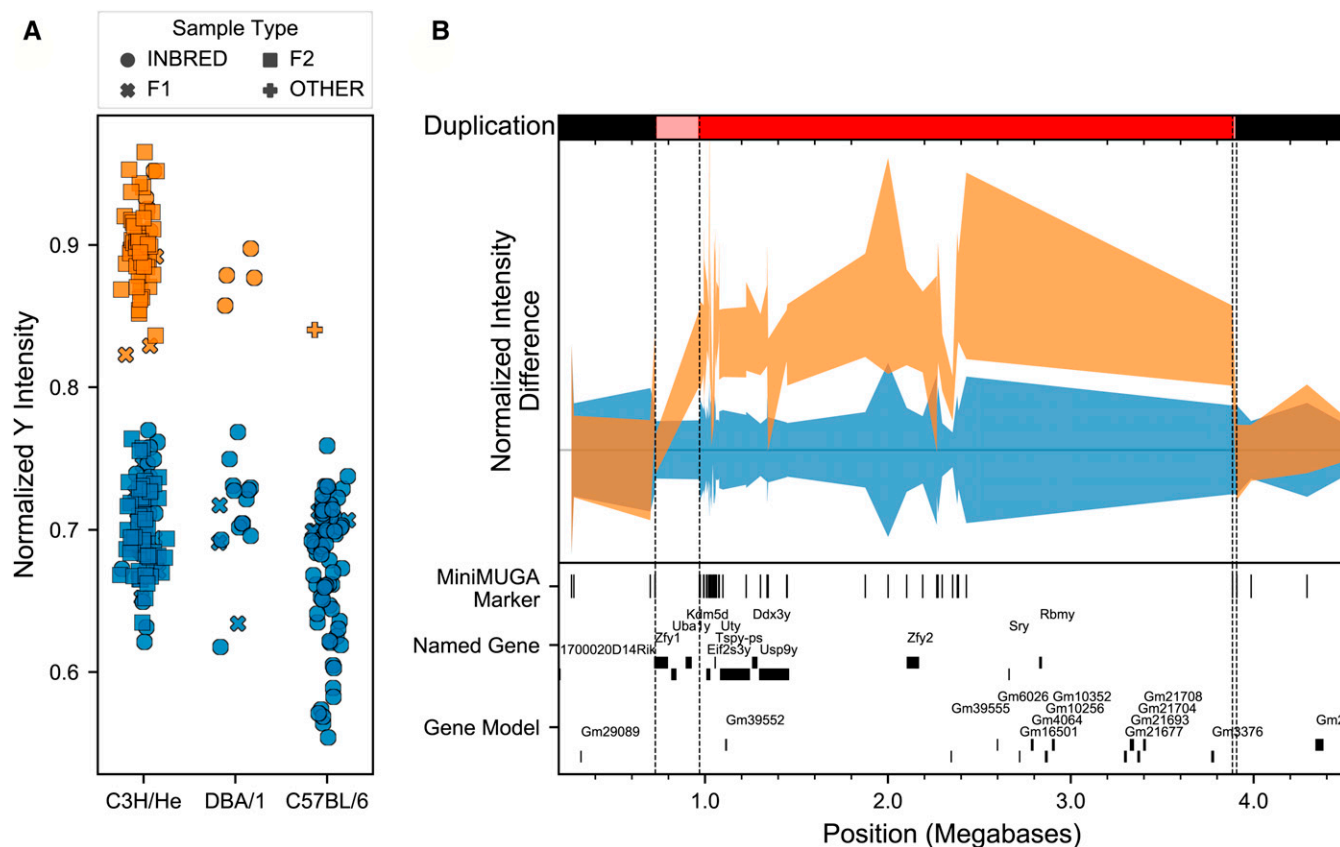 A
Sample Type
INBRED F2
F1 OTHER
Normalized Y Intensity
0.9
0.8
0.7
0.6
C3H/He DBA/1 C57BL/6
B
Duplication
Normalized Intensity
Difference
MiniMUGA
Marker
Named Gene
Kdm5d Ddx3y Rbmy
Uba1y Uty Sry
Zfy1 Tspy-ps Zfy2
1700020D14Rik Eif2s3y Usp9y
Gene Model
Gm6026 Gm10352 Gm21708
Gm39555 Gm10256 Gm21704
Gm39552 Gm4064 Gm21693
Gm29089 Gm16501 Gm21677 Gm3376
1.0 2.0 3.0 4.0
Position (Megabases)